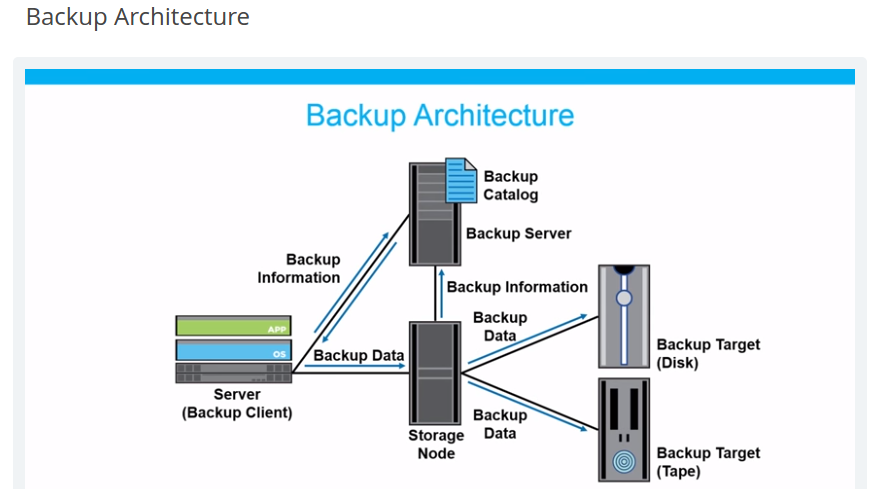 Backup Architecture
Backup Architecture
Backup
Catalog
Backup Server
Backup
Information
Backup Information
Backup
Data
APP
OS
Backup Data
Backup Target
(Disk)
Server
(Backup Client)
Storage
Node
Backup
Data
Backup Target
(Tape)